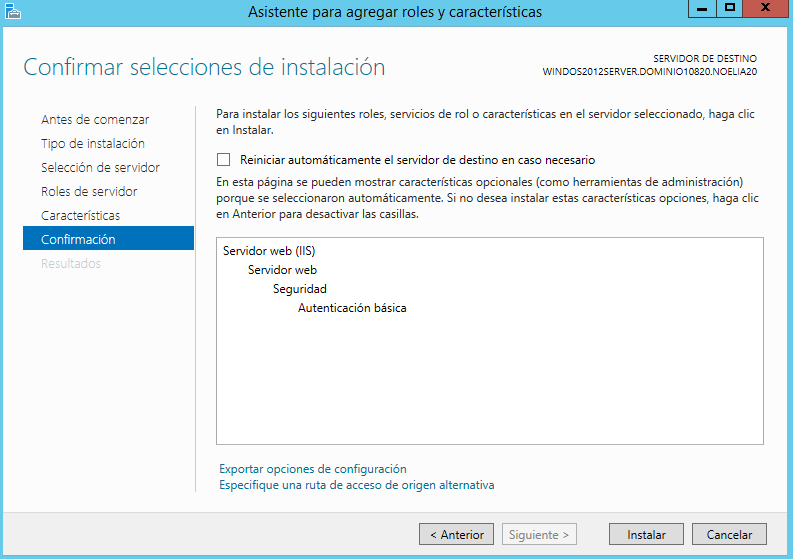 Asistente para agregar roles y características
Confirmar selecciones de instalación
SERVIDOR DE DESTINO
WINDOS2012SERVER.DOMINIO10820.NOELIA20
Antes de comenzar
Tipo de instalación
Selección de servidor
Roles de servidor
Características
Confirmación
Resultados
Para instalar los siguientes roles, servicios de rol o características en el servidor seleccionado, haga clic
en Instalar.
Reiniciar automáticamente el servidor de destino en caso necesario
En esta página se pueden mostrar características opcionales (como herramientas de administración)
porque se seleccionaron automáticamente. Si no desea instalar estas características opciones, haga clic
en Anterior para desactivar las casillas.
Servidor web (IIS)
Servidor web
Seguridad
Autenticación básica
Exportar opciones de configuración
Especifique una ruta de acceso de origen alternativa
< Anterior
Siguiente >
Instalar
Cancelar